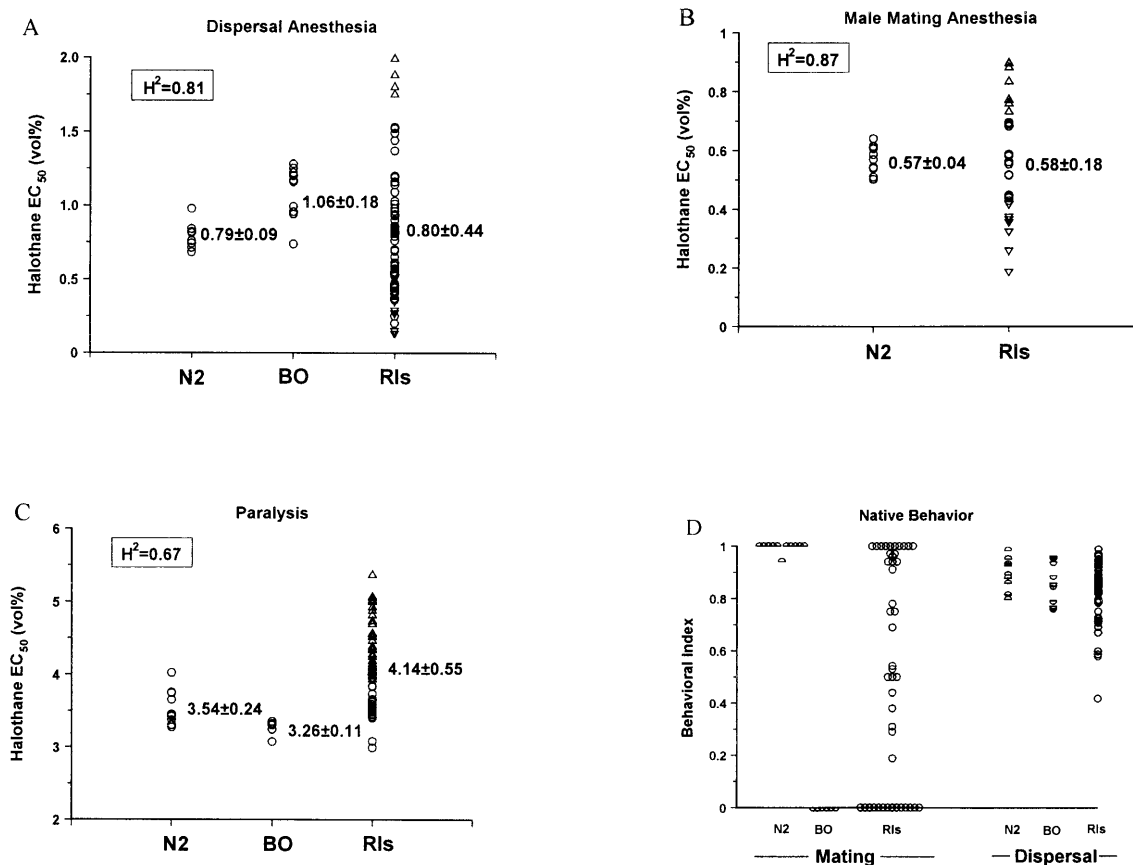 A
Dispersal Anesthesia
H²=0.81
Halothane EC₅₀ (vol%)
2.0
1.5
1.0
0.5
0
0.79±0.09
1.06±0.18
0.80±0.44
N2 BO RIs
B
Male Mating Anesthesia
H²=0.87
Halothane EC₅₀ (vol%)
1
0.8
0.6
0.4
0.2
0
0.57±0.04
0.58±0.18
N2 RIs
C
Paralysis
H²=0.67
Halothane EC₅₀ (vol%)
6
5
4
3
2
3.54±0.24
3.26±0.11
4.14±0.55
N2 BO RIs
D
Native Behavior
Behavioral Index
1
0.8
0.6
0.4
0.2
0
N2 BO RIs N2 BO RIs
Mating Dispersal